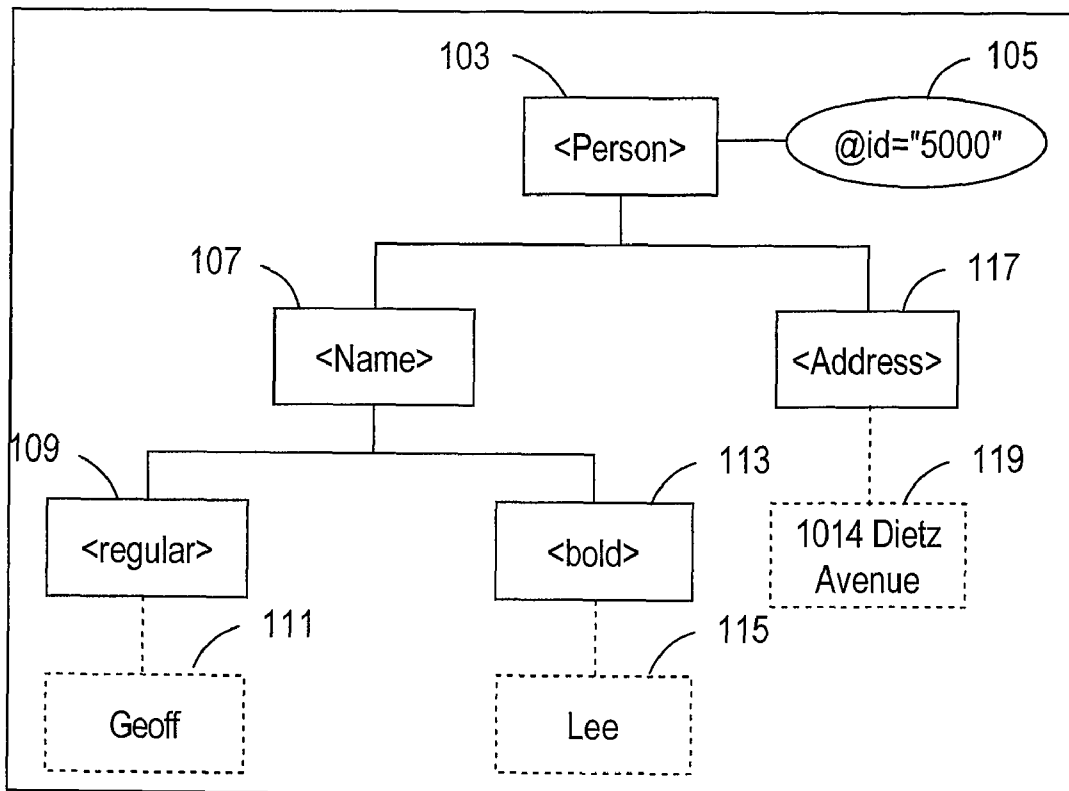 103
105
<Person>
@id="5000"
107
117
<Name>
<Address>
109
113
119
<regular>
<bold>
1014 Dietz
Avenue
111
115
Geoff
Lee